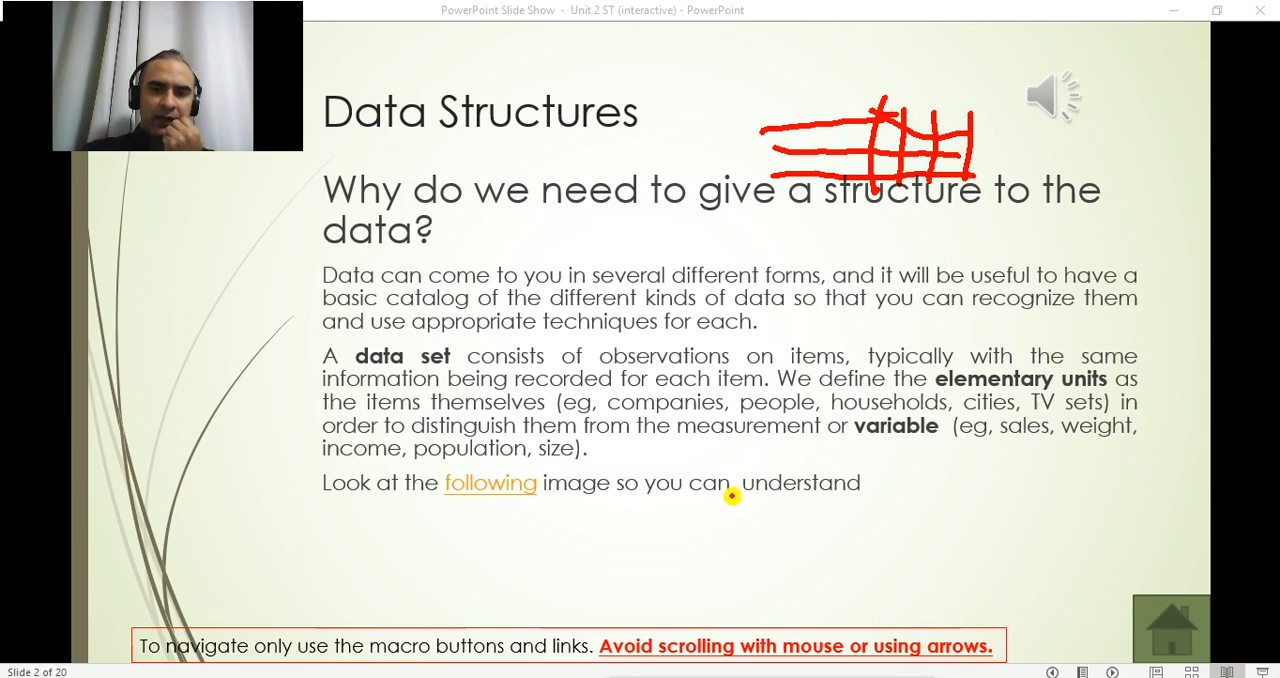 PowerPoint Slide Show - Unit 2 ST (interactive) - PowerPoint
Data Structures
Why do we need to give a structure to the
data?
Data can come to you in several different forms, and it will be useful to have a
basic catalog of the different kinds of data so that you can recognize them
and use appropriate techniques for each.
A data set consists of observations on items, typically with the same
information being recorded for each item. We define the elementary units as
the items themselves (eg, companies, people, households, cities, TV sets) in
order to distinguish them from the measurement or variable (eg, sales, weight,
income, population, size).
Look at the following image so you can understand
To navigate only use the macro buttons and links. Avoid scrolling with mouse or using arrows.
Slide 2 of 20